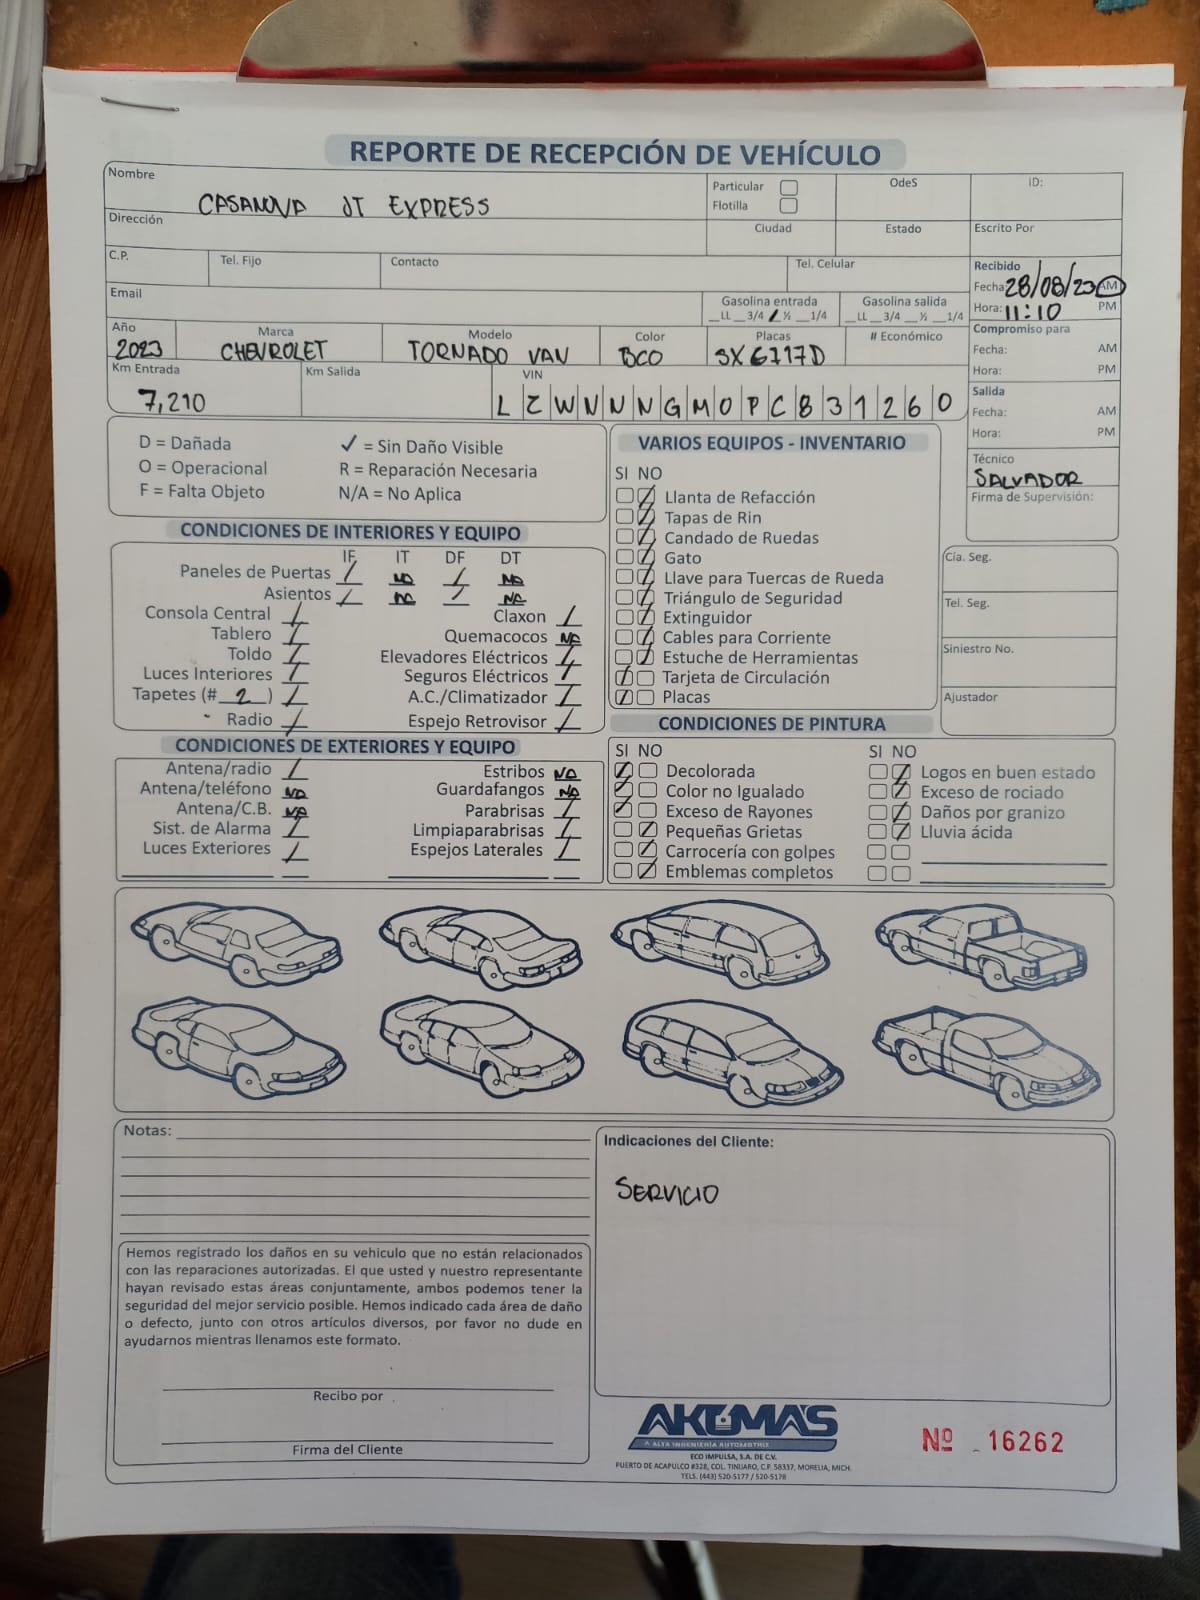 REPORTE DE RECEPCIÓN DE VEHÍCULO
Nombre CASANOVA JT EXPRESS
Particular
Flotilla
OdeS
ID:
Dirección
Ciudad
Estado
Escrito Por
C.P.
Tel. Fijo
Contacto
Tel. Celular
Recibido
Fecha: 28/08/23 AM
Hora: 11:10 PM
Email
Gasolina entrada
__LL __3/4 ✓ ½ __1/4
Gasolina salida
__LL __3/4 __½ __1/4
Año 2023
Marca CHEVROLET
Modelo TORNADO VAN
Color BCO
Placas SX6717D
# Económico
Compromiso para
Fecha: AM
Hora: PM
Km Entrada 7,210
Km Salida
VIN LZWNNNGM0PC831260
Salida
Fecha: AM
Hora: PM
Técnico
SALVADOR
Firma de Supervisión:
D = Dañada
✓ = Sin Daño Visible
O = Operacional
R = Reparación Necesaria
F = Falta Objeto
N/A = No Aplica
VARIOS EQUIPOS - INVENTARIO
SI NO
Llanta de Refacción
Tapas de Rin
Candado de Ruedas
Gato
Llave para Tuercas de Rueda
Triángulo de Seguridad
Extinguidor
Cables para Corriente
Estuche de Herramientas
Tarjeta de Circulación
Placas
Cía. Seg.
Tel. Seg.
Siniestro No.
Ajustador
CONDICIONES DE INTERIORES Y EQUIPO
IF IT DF DT
Paneles de Puertas ✓ NA ✓ NA
Asientos ✓ NA ✓ NA
Consola Central ✓
Claxon ✓
Tablero ✓
Quemacocos NA
Toldo ✓
Elevadores Eléctricos ✓
Luces Interiores ✓
Seguros Eléctricos ✓
Tapetes (# 2 ) ✓
A.C./Climatizador ✓
Radio ✓
Espejo Retrovisor ✓
CONDICIONES DE EXTERIORES Y EQUIPO
Antena/radio ✓
Estribos NA
Antena/teléfono NA
Guardafangos NA
Antena/C.B. NA
Parabrisas ✓
Sist. de Alarma ✓
Limpiaparabrisas ✓
Luces Exteriores ✓
Espejos Laterales ✓
CONDICIONES DE PINTURA
SI NO
SI NO
Decolorada
Logos en buen estado
Color no Igualado
Exceso de rociado
Exceso de Rayones
Daños por granizo
Pequeñas Grietas
Lluvia ácida
Carrocería con golpes
Emblemas completos
Notas:
Indicaciones del Cliente:
SERVICIO
Hemos registrado los daños en su vehiculo que no están relacionados
con las reparaciones autorizadas. El que usted y nuestro representante
hayan revisado estas áreas conjuntamente, ambos podemos tener la
seguridad del mejor servicio posible. Hemos indicado cada área de daño
o defecto, junto con otros artículos diversos, por favor no dude en
ayudarnos mientras llenamos este formato.
Recibo por
Firma del Cliente
AKUMA'S
ALTA INGENIERÍA AUTOMOTRIZ
ECO IMPULSA, S.A. DE C.V.
PUERTO DE ACAPULCO #328, COL. TINIJARO, C.P. 58337, MORELIA, MICH.
TELS. (443) 520-5177 / 520-5178
Nº 16262